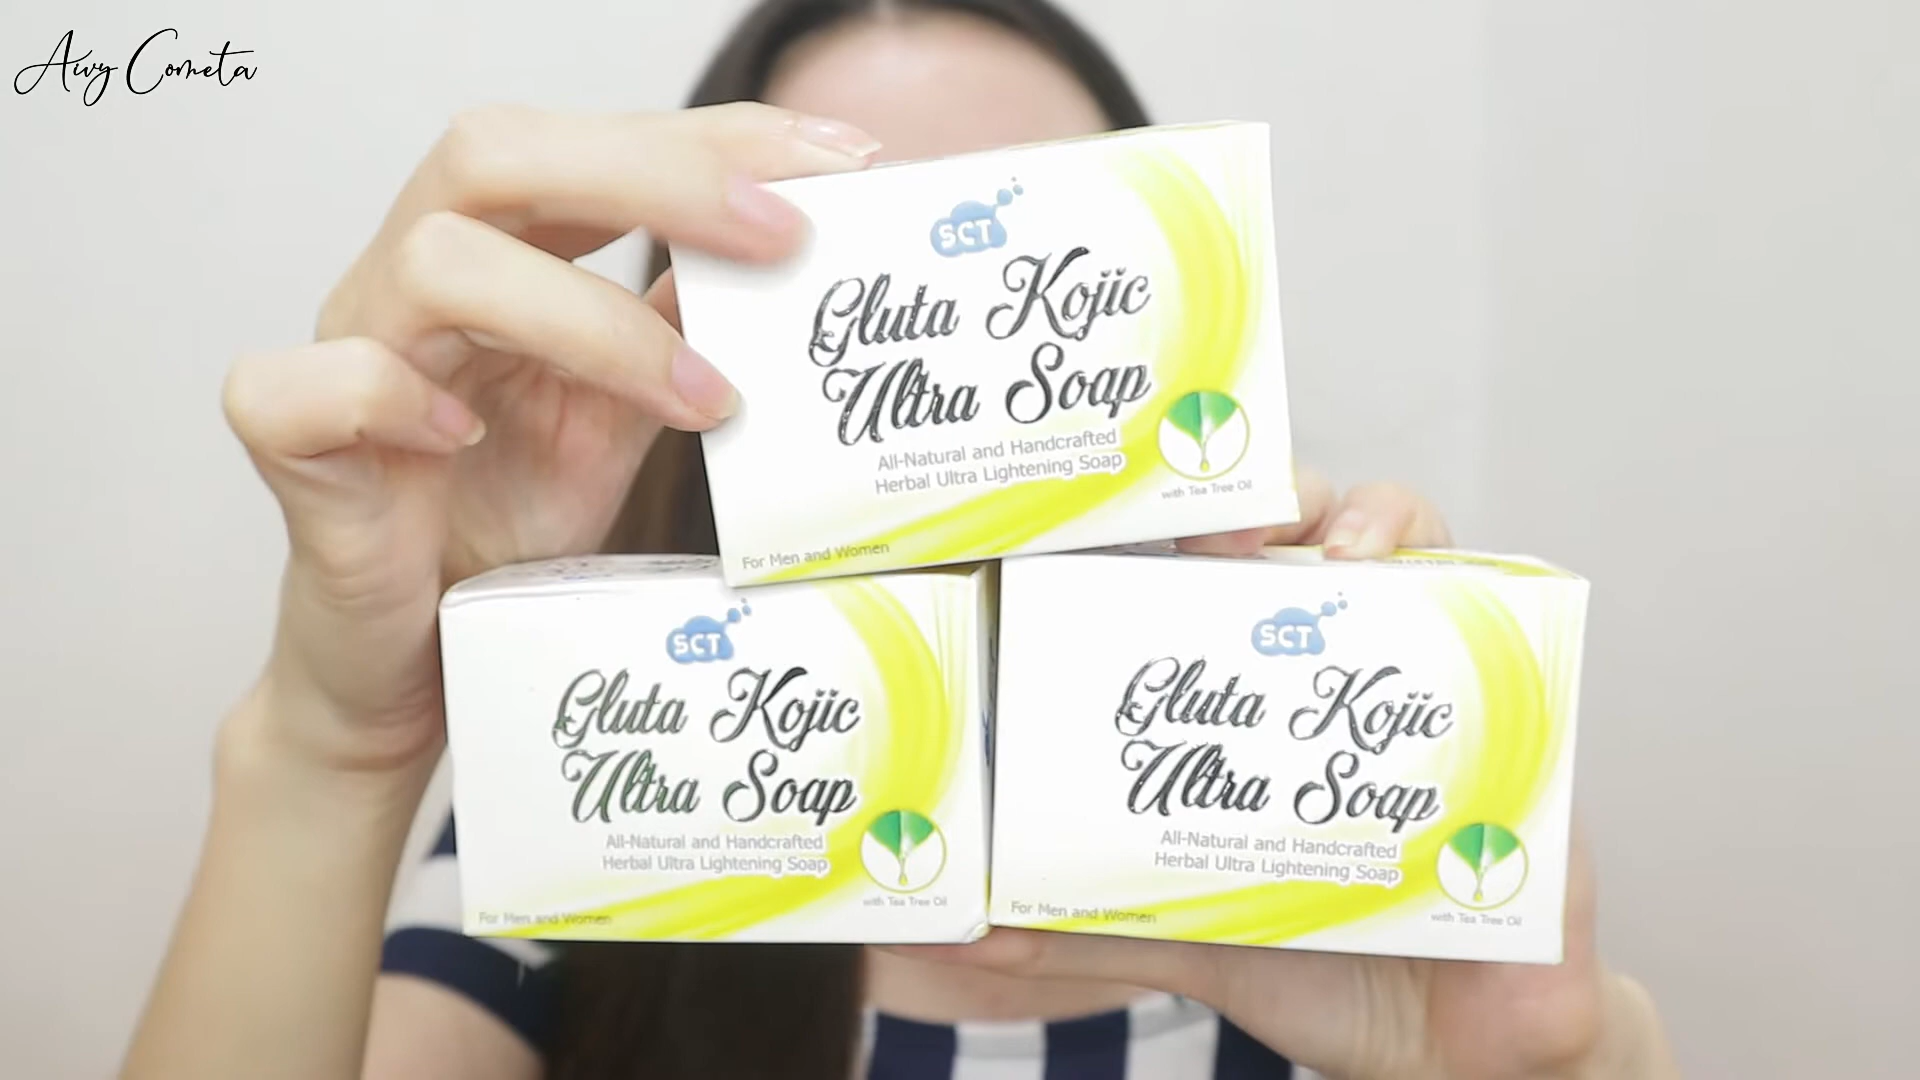 Aivy Cometa
SCT
Gluta Kojic
Ultra Soap
All-Natural and Handcrafted
Herbal Ultra Lightening Soap
with Tea Tree Oil
For Men and Women
SCT
Gluta Kojic
Ultra Soap
All-Natural and Handcrafted
Herbal Ultra Lightening Soap
with Tea Tree Oil
For Men and Women
SCT
Gluta Kojic
Ultra Soap
All-Natural and Handcrafted
Herbal Ultra Lightening Soap
with Tea Tree Oil
For Men and Women